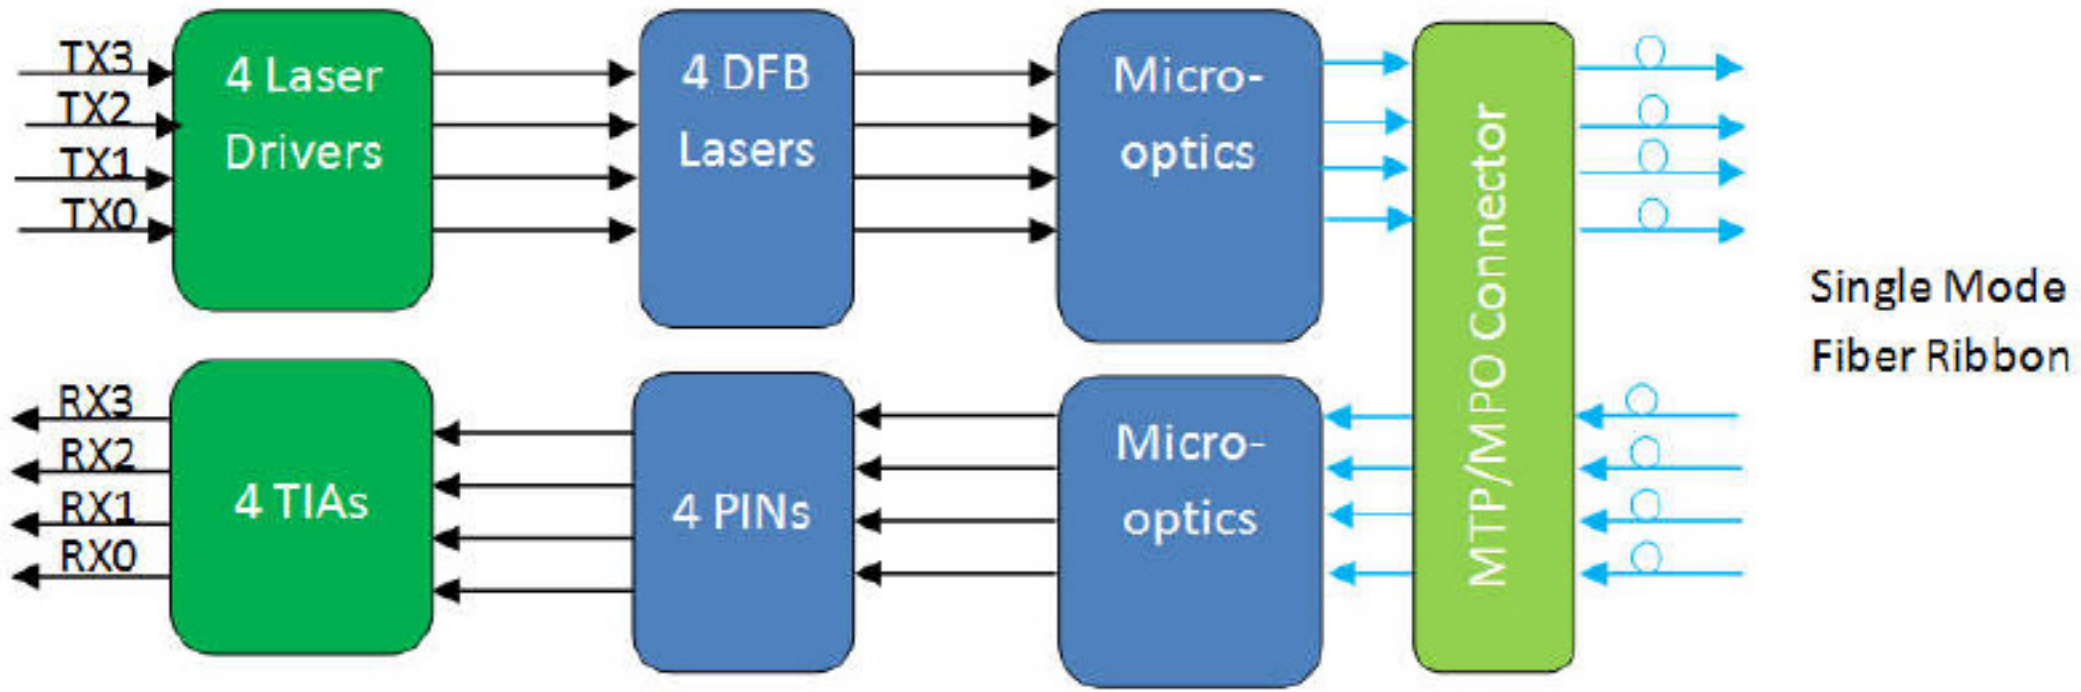 TX3
TX2
TX1
TX0
4 Laser
Drivers
4 DFB
Lasers
Micro-
optics
MTP/MPO Connector
Single Mode
Fiber Ribbon
RX3
RX2
RX1
RX0
4 TIAs
4 PINs
Micro-
optics